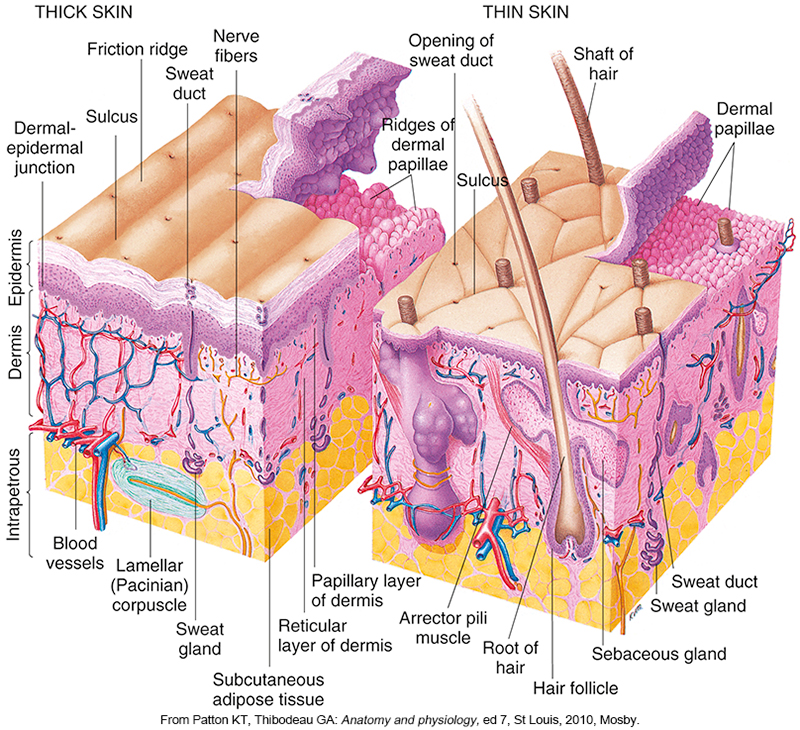 THICK SKIN
THIN SKIN
Friction ridge
Nerve
fibers
Sweat
duct
Sulcus
Dermal-
epidermal
junction
Ridges of
dermal
papillae
Epidermis
Dermis
Intrapetrous
Blood
vessels
Lamellar
(Pacinian)
corpuscle
Sweat
gland
Subcutaneous
adipose tissue
Reticular
layer of dermis
Papillary layer
of dermis
Opening of
sweat duct
Shaft of
hair
Dermal
papillae
Sulcus
Arrector pili
muscle
Root of
hair
Hair follicle
Sebaceous gland
Sweat gland
Sweat duct
From Patton KT, Thibodeau GA: Anatomy and physiology, ed 7, St Louis, 2010, Mosby.